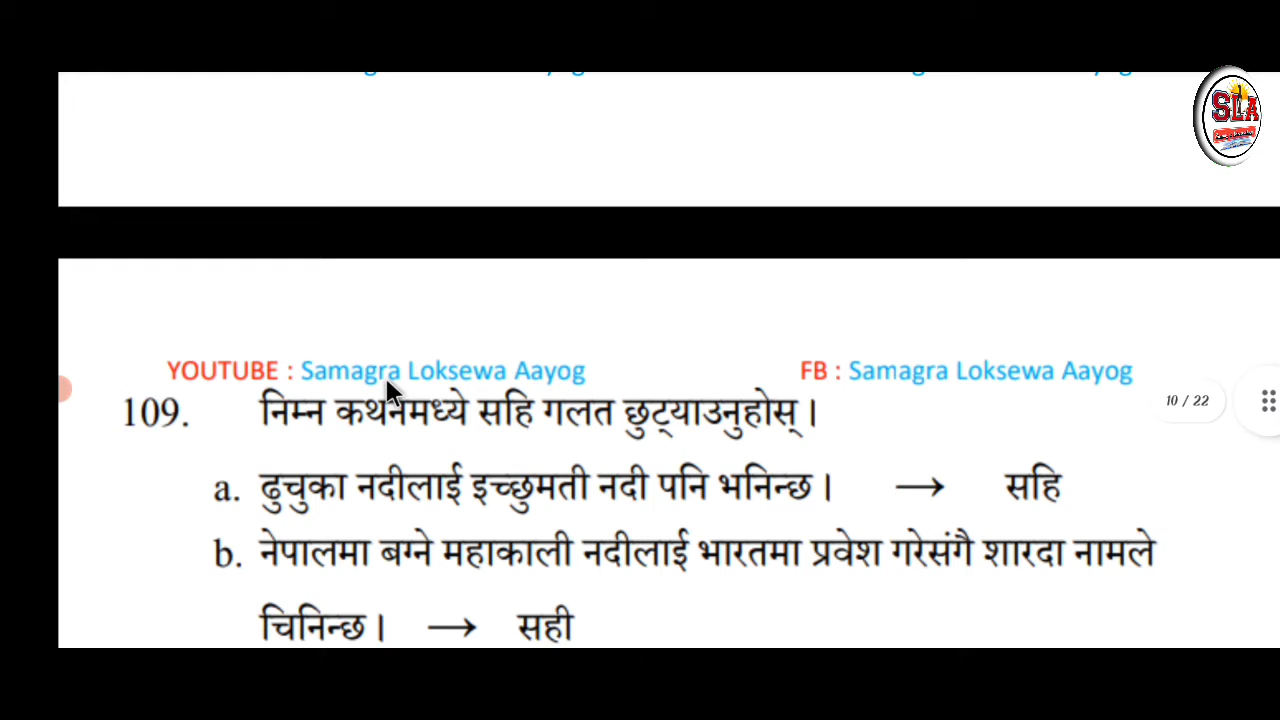 SLA
YOUTUBE : Samagra Loksewa Aayog FB : Samagra Loksewa Aayog
109. निम्न कथनमध्ये सहि गलत छुट्याउनुहोस् ।
10 / 22
a. ढुचुका नदीलाई इच्छुमती नदी पनि भनिन्छ । → सहि
b. नेपालमा बग्ने महाकाली नदीलाई भारतमा प्रवेश गरेसंगै शारदा नामले
चिनिन्छ । → सही